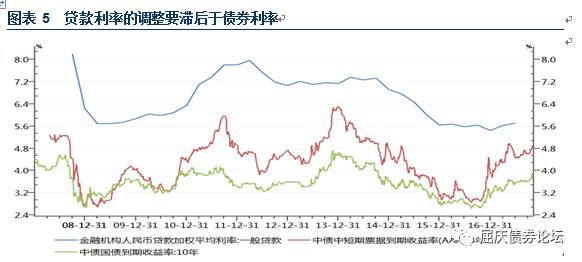 图表 5 贷款利率的调整要滞后于债券利率
% %
8.0 8.0
7.2 7.2
6.4 6.4
5.6 5.6
4.8 4.8
4.0 4.0
3.2 3.2
2.4 2.4
08-12-31 09-12-31 10-12-31 11-12-31 12-12-31 13-12-31 14-12-31 15-12-31 16-12-31
金融机构人民币贷款加权平均利率:一般贷款 中债中短期票据到期收益率(AA
中债国债到期收益率:10年
屈庆债券论坛